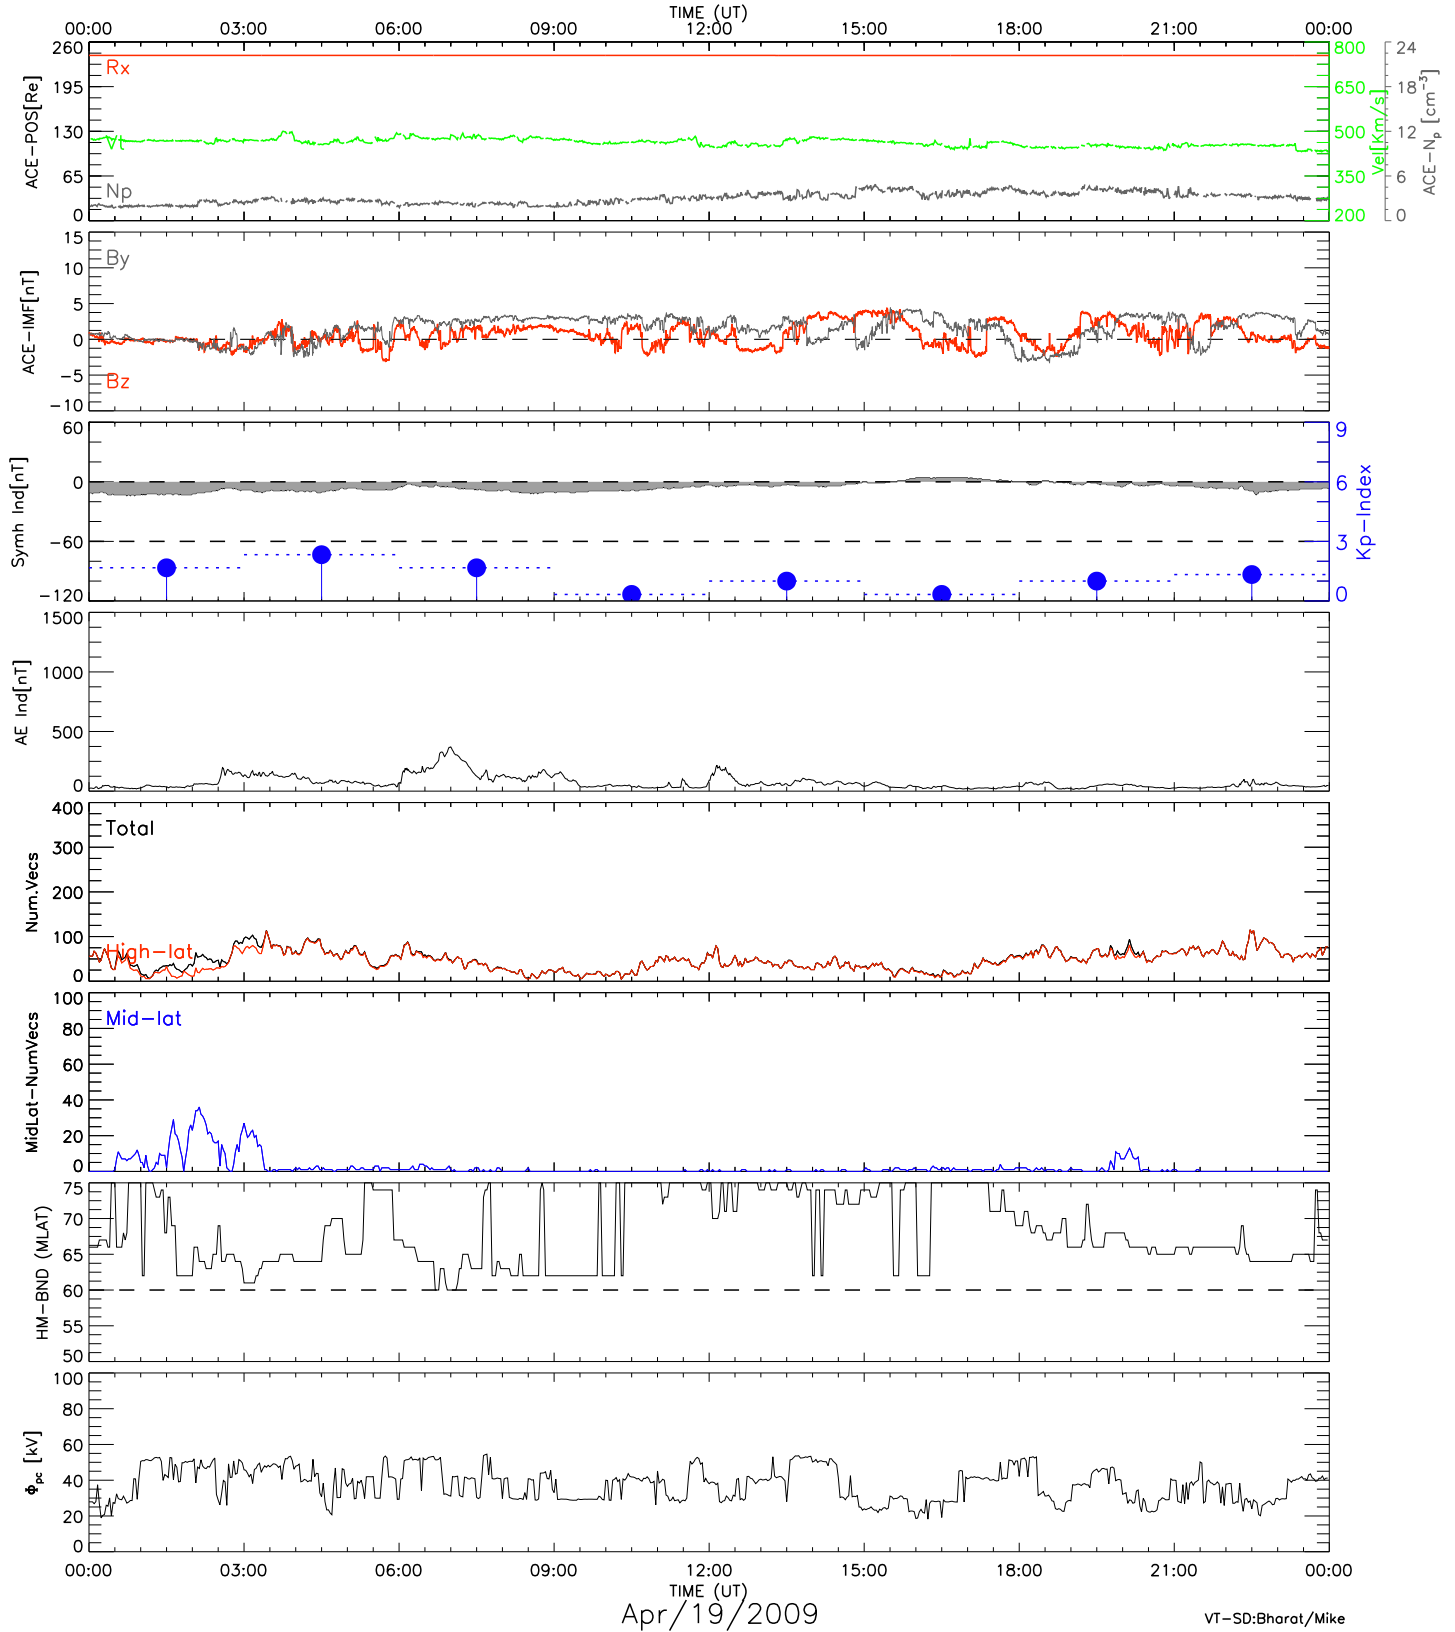 TIME (UT)
00:00 03:00 06:00 09:00 12:00 15:00 18:00 21:00 00:00
ACE-POS[Re]
260
195
130
65
0
Rx
Vt
Np
800
650
500
350
200
Vel[Km/s]
24
18
12
6
0
ACE-Np [cm-3]
ACE-IMF[nT]
15
10
5
0
-5
-10
By
Bz
Symh Ind[nT]
60
0
-60
-120
9
6
3
0
Kp-Index
AE Ind[nT]
1500
1000
500
0
Num.Vecs
400
300
200
100
0
Total
High-lat
MidLat-NumVecs
100
80
60
40
20
0
Mid-lat
HM-BND (MLAT)
75
70
65
60
55
50
Φpc [kV]
100
80
60
40
20
0
00:00 03:00 06:00 09:00 12:00 15:00 18:00 21:00 00:00
TIME (UT)
Apr/19/2009
VT-SD:Bharat/Mike